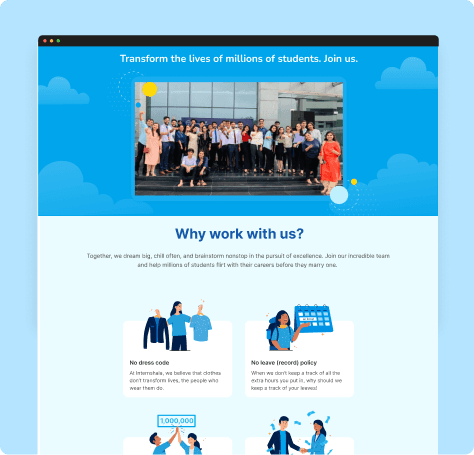 Transform the lives of millions of students. Join us.
Why work with us?
Together, we dream big, chill often, and brainstorm nonstop in the pursuit of excellence. Join our incredible team
and help millions of students flirt with their careers before they marry one.
No dress code
At Internshala, we believe that clothes
don't transform lives, the people who
wear them do.
No leave (record) policy
When we don't keep a track of all the
extra hours you put in, why should we
keep a track of your leaves!
1,000,000